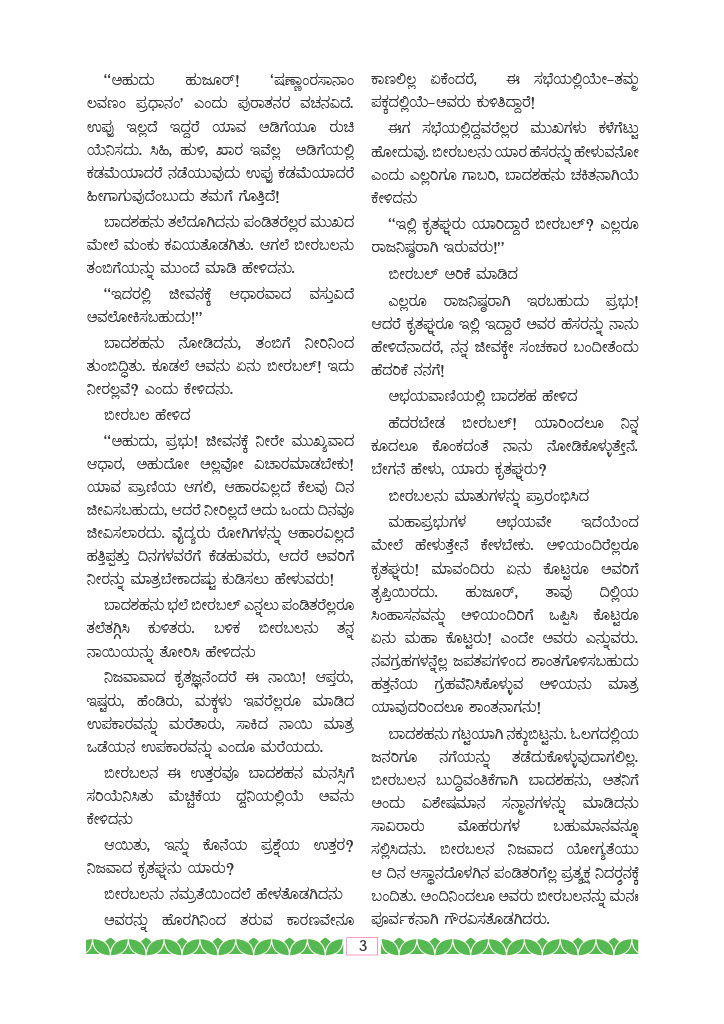 “ಅಹುದು ಹುಜೂರ್! ‘ಷಣ್ಣಾಂರಸಾನಾಂ
ಲವಣಂ ಪ್ರಧಾನಂ’ ಎಂದು ಪುರಾತನರ ವಚನವಿದೆ.
ಉಪ್ಪು ಇಲ್ಲದೆ ಇದ್ದರೆ ಯಾವ ಅಡಿಗೆಯೂ ರುಚಿ
ಯೆನಿಸದು. ಸಿಹಿ, ಹುಳಿ, ಖಾರ ಇವೆಲ್ಲ ಅಡಿಗೆಯಲ್ಲಿ
ಕಡಮೆಯಾದರೆ ನಡೆಯುವುದು ಉಪ್ಪು ಕಡಮೆಯಾದರೆ
ಹೀಗಾಗುವುದೆಂಬುದು ತಮಗೆ ಗೊತ್ತಿದೆ!
ಬಾದಶಹನು ತಲೆದೂಗಿದನು ಪಂಡಿತರೆಲ್ಲರ ಮುಖದ
ಮೇಲೆ ಮಂಕು ಕವಿಯತೊಡಗಿತು. ಆಗಲೆ ಬೀರಬಲನು
ತಂಬಿಗೆಯನ್ನು ಮುಂದೆ ಮಾಡಿ ಹೇಳಿದನು.
“ಇದರಲ್ಲಿ ಜೀವನಕ್ಕೆ ಆಧಾರವಾದ ವಸ್ತುವಿದೆ
ಅವಲೋಕಿಸಬಹುದು!”
ಬಾದಶಹನು ನೋಡಿದನು, ತಂಬಿಗೆ ನೀರಿನಿಂದ
ತುಂಬಿದ್ದಿತು. ಕೂಡಲೆ ಅವನು ಏನು ಬೀರಬಲ್! ಇದು
ನೀರಲ್ಲವೆ? ಎಂದು ಕೇಳಿದನು.
ಬೀರಬಲ ಹೇಳಿದ
“ಅಹುದು, ಪ್ರಭು! ಜೀವನಕ್ಕೆ ನೀರೇ ಮುಖ್ಯವಾದ
ಆಧಾರ, ಅಹುದೋ ಅಲ್ಲವೋ ವಿಚಾರಮಾಡಬೇಕು!
ಯಾವ ಪ್ರಾಣಿಯ ಆಗಲಿ, ಆಹಾರವಿಲ್ಲದೆ ಕೆಲವು ದಿನ
ಜೀವಿಸಬಹುದು, ಆದರೆ ನೀರಿಲ್ಲದೆ ಅದು ಒಂದು ದಿನವೂ
ಜೀವಿಸಲಾರದು. ವೈದ್ಯರು ರೋಗಿಗಳನ್ನು ಆಹಾರವಿಲ್ಲದೆ
ಹತ್ತಿಪ್ಪತ್ತು ದಿನಗಳವರೆಗೆ ಕೆಡಹುವರು, ಆದರೆ ಅವರಿಗೆ
ನೀರನ್ನು ಮಾತ್ರಬೇಕಾದಷ್ಟು ಕುಡಿಸಲು ಹೇಳುವರು!
ಬಾದಶಹನು ಭಲೆ ಬೀರಬಲ್ ಎನ್ನಲು ಪಂಡಿತರೆಲ್ಲರೂ
ತಲೆತಗ್ಗಿಸಿ ಕುಳಿತರು. ಬಳಿಕ ಬೀರಬಲನು ತನ್ನ
ನಾಯಿಯನ್ನು ತೋರಿಸಿ ಹೇಳಿದನು
ನಿಜವಾವಾದ ಕೃತಜ್ಞನೆಂದರೆ ಈ ನಾಯಿ! ಆಪ್ತರು,
ಇಷ್ಟರು, ಹೆಂಡಿರು, ಮಕ್ಕಳು ಇವರೆಲ್ಲರೂ ಮಾಡಿದ
ಉಪಕಾರವನ್ನು ಮರೆತಾರು, ಸಾಕಿದ ನಾಯಿ ಮಾತ್ರ
ಒಡೆಯನ ಉಪಕಾರವನ್ನು ಎಂದೂ ಮರೆಯದು.
ಬೀರಬಲನ ಈ ಉತ್ತರವೂ ಬಾದಶಹನ ಮನಸ್ಸಿಗೆ
ಸರಿಯೆನಿಸಿತು ಮೆಚ್ಚಿಕೆಯ ಧ್ವನಿಯಲ್ಲಿಯೆ ಅವನು
ಕೇಳಿದನು
ಆಯಿತು, ಇನ್ನು ಕೊನೆಯ ಪ್ರಶ್ನೆಯ ಉತ್ತರ?
ನಿಜವಾದ ಕೃತಘ್ನನು ಯಾರು?
ಬೀರಬಲನು ನಮ್ರತೆಯಿಂದಲೆ ಹೇಳತೊಡಗಿದನು
ಅವರನ್ನು ಹೊರಗಿನಿಂದ ತರುವ ಕಾರಣವೇನೂ
ಕಾಣಲಿಲ್ಲ ಏಕೆಂದರೆ, ಈ ಸಭೆಯಲ್ಲಿಯೇ-ತಮ್ಮ
ಪಕ್ಕದಲ್ಲಿಯೆ-ಅವರು ಕುಳಿತಿದ್ದಾರೆ!
ಈಗ ಸಭೆಯಲ್ಲಿದ್ದವರೆಲ್ಲರ ಮುಖಗಳು ಕಳೆಗೆಟ್ಟು
ಹೋದುವು. ಬೀರಬಲನು ಯಾರ ಹೆಸರನ್ನು ಹೇಳುವನೋ
ಎಂದು ಎಲ್ಲರಿಗೂ ಗಾಬರಿ, ಬಾದಶಹನು ಚಕಿತನಾಗಿಯೆ
ಕೇಳಿದನು
“ಇಲ್ಲಿ ಕೃತಘ್ನರು ಯಾರಿದ್ದಾರೆ ಬೀರಬಲ್? ಎಲ್ಲರೂ
ರಾಜನಿಷ್ಠರಾಗಿ ಇರುವರು!”
ಬೀರಬಲ್ ಅರಿಕೆ ಮಾಡಿದ
ಎಲ್ಲರೂ ರಾಜನಿಷ್ಠರಾಗಿ ಇರಬಹುದು ಪ್ರಭು!
ಆದರೆ ಕೃತಘ್ನರೂ ಇಲ್ಲಿ ಇದ್ದಾರೆ ಅವರ ಹೆಸರನ್ನು ನಾನು
ಹೇಳಿದೆನಾದರೆ, ನನ್ನ ಜೀವಕ್ಕೇ ಸಂಚಕಾರ ಬಂದೀತೆಂದು
ಹೆದರಿಕೆ ನನಗೆ!
ಅಭಯವಾಣಿಯಲ್ಲಿ ಬಾದಶಹ ಹೇಳಿದ
ಹೆದರಬೇಡ ಬೀರಬಲ್! ಯಾರಿಂದಲೂ ನಿನ್ನ
ಕೂದಲೂ ಕೊಂಕದಂತೆ ನಾನು ನೋಡಿಕೊಳ್ಳುತ್ತೇನೆ.
ಬೇಗನೆ ಹೇಳು, ಯಾರು ಕೃತಘ್ನರು?
ಬೀರಬಲನು ಮಾತುಗಳನ್ನು ಪ್ರಾರಂಭಿಸಿದ
ಮಹಾಪ್ರಭುಗಳ ಅಭಯವೇ ಇದೆಯೆಂದ
ಮೇಲೆ ಹೇಳುತ್ತೇನೆ ಕೇಳಬೇಕು. ಅಳಿಯಂದಿರೆಲ್ಲರೂ
ಕೃತಘ್ನರು! ಮಾವಂದಿರು ಏನು ಕೊಟ್ಟರೂ ಅವರಿಗೆ
ತೃಪ್ತಿಯಿರದು. ಹುಜೂರ್, ತಾವು ದಿಲ್ಲಿಯ
ಸಿಂಹಾಸನವನ್ನು ಅಳಿಯಂದಿರಿಗೆ ಒಪ್ಪಿಸಿ ಕೊಟ್ಟರೂ
ಏನು ಮಹಾ ಕೊಟ್ಟರು! ಎಂದೇ ಅವರು ಎನ್ನುವರು.
ನವಗ್ರಹಗಳನ್ನೆಲ್ಲ ಜಪತಪಗಳಿಂದ ಶಾಂತಗೊಳಿಸಬಹುದು
ಹತ್ತನೆಯ ಗ್ರಹವೆನಿಸಿಕೊಳ್ಳುವ ಅಳಿಯನು ಮಾತ್ರ
ಯಾವುದರಿಂದಲೂ ಶಾಂತನಾಗನು!
ಬಾದಶಹನು ಗಟ್ಟಯಾಗಿ ನಕ್ಕುಬಿಟ್ಟನು. ಓಲಗದಲ್ಲಿಯ
ಜನರಿಗೂ ನಗೆಯನ್ನು ತಡೆದುಕೊಳ್ಳುವುದಾಗಲಿಲ್ಲ.
ಬೀರಬಲನ ಬುದ್ಧಿವಂತಿಕೆಗಾಗಿ ಬಾದಶಹನು, ಆತನಿಗೆ
ಅಂದು ವಿಶೇಷಮಾನ ಸನ್ಮಾನಗಳನ್ನು ಮಾಡಿದನು
ಸಾವಿರಾರು ಮೊಹರುಗಳ ಬಹುಮಾನವನ್ನೂ
ಸಲ್ಲಿಸಿದನು. ಬೀರಬಲನ ನಿಜವಾದ ಯೋಗ್ಯತೆಯು
ಆ ದಿನ ಆಸ್ಥಾನದೊಳಗಿನ ಪಂಡಿತರಿಗೆಲ್ಲ ಪ್ರತ್ಯಕ್ಷ ನಿದರ‍್ಶನಕ್ಕೆ
ಬಂದಿತು. ಅಂದಿನಿಂದಲೂ ಅವರು ಬೀರಬಲನನ್ನು ಮನಃ
ಪೂರ್ವಕನಾಗಿ ಗೌರವಿಸತೊಡಗಿದರು.
3